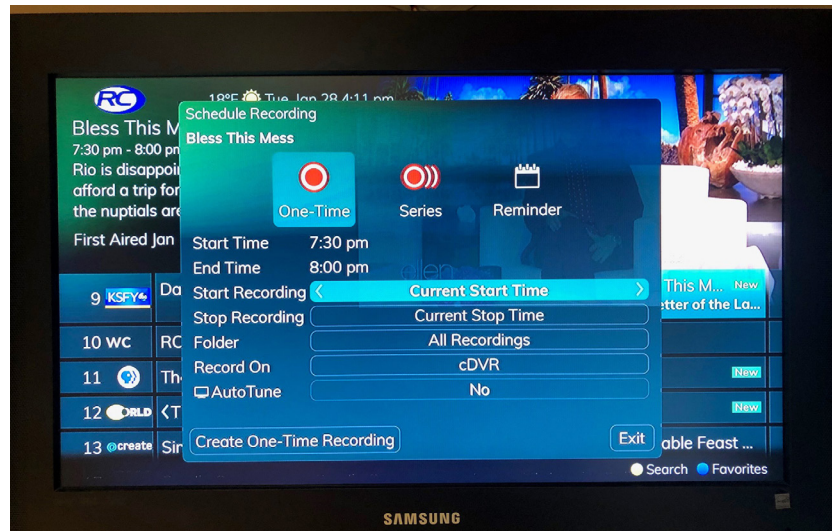 RC
18°F Tue, Jan 28 4:11 pm
Bless This M
7:30 pm - 8:00 pm
Rio is disappoi
afford a trip for
the nuptials are
First Aired Jan
Schedule Recording
Bless This Mess
One-Time Series Reminder
Start Time 7:30 pm
End Time 8:00 pm
Start Recording < Current Start Time >
Stop Recording Current Stop Time
Folder All Recordings
Record On cDVR
AutoTune No
Create One-Time Recording Exit
ellen
9 KSFY Da This M... New
etter of the La...
10 WC RC
11 Th New
12 WORLD <T New
13 create Sir able Feast ...
Search Favorites
SAMSUNG